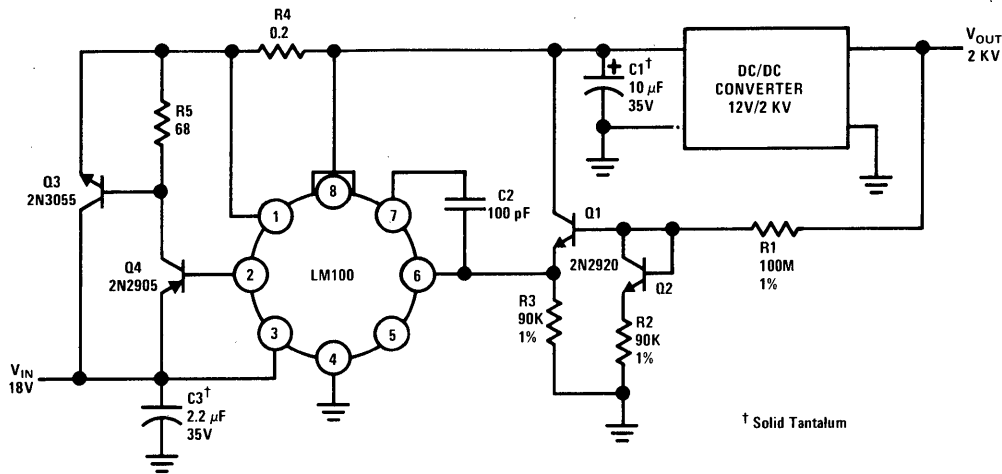 R4
0.2
V_OUT
2 KV
C1†
10 μF
35V
+
DC/DC
CONVERTER
12V/2 KV
R5
68
Q3
2N3055
8
7
C2
100 pF
1
Q1
Q4
2N2905
2
LM100
6
2N2920
Q2
R1
100M
1%
3
5
4
R3
90K
1%
R2
90K
1%
V_IN
18V
C3†
2.2 μF
35V
† Solid Tantalum